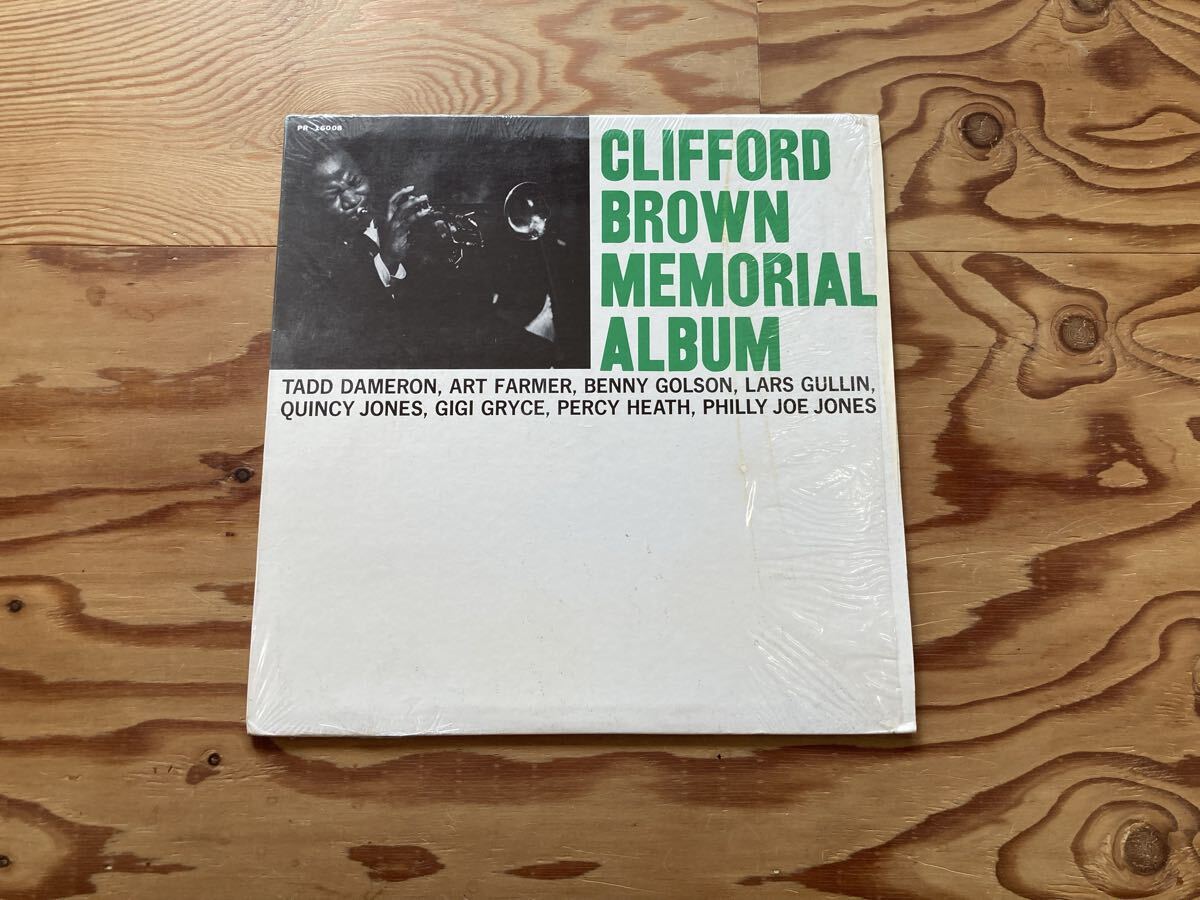 PR 16008
CLIFFORD
BROWN
MEMORIAL
ALBUM
TADD DAMERON, ART FARMER, BENNY GOLSON, LARS GULLIN,
QUINCY JONES, GIGI GRYCE, PERCY HEATH, PHILLY JOE JONES